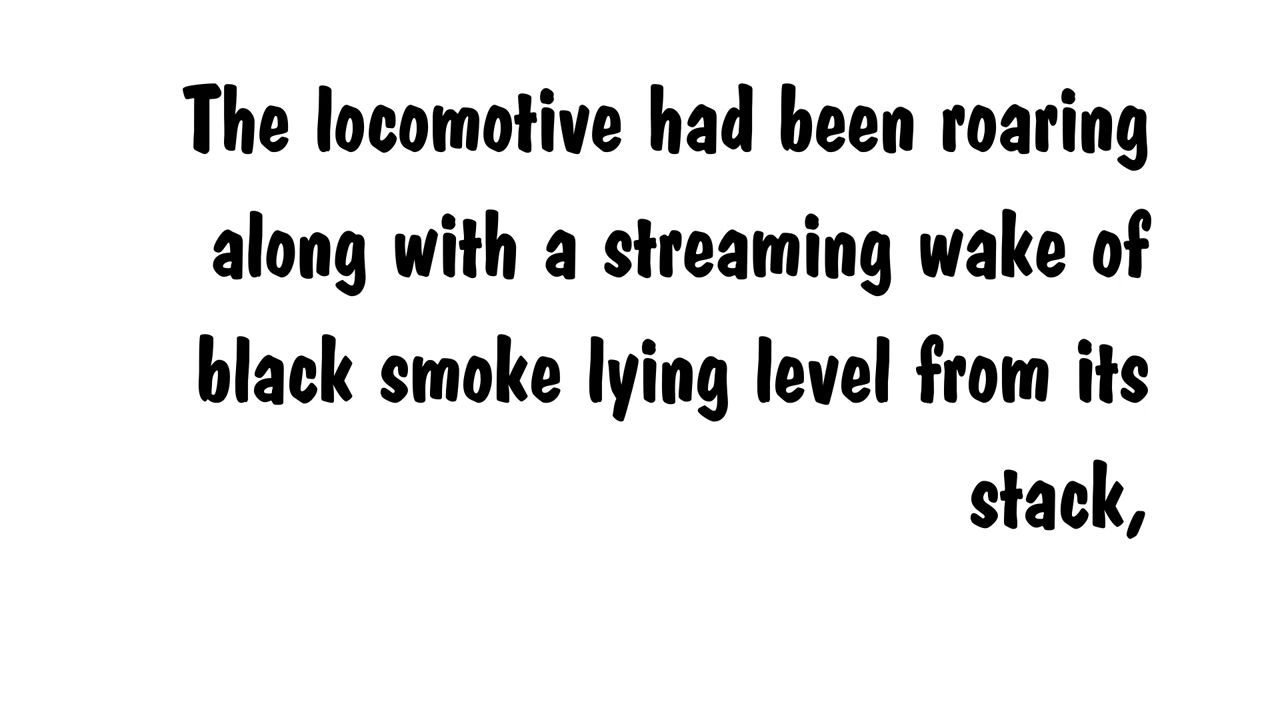 The locomotive had been roaring
along with a streaming wake of
black smoke lying level from its
stack,